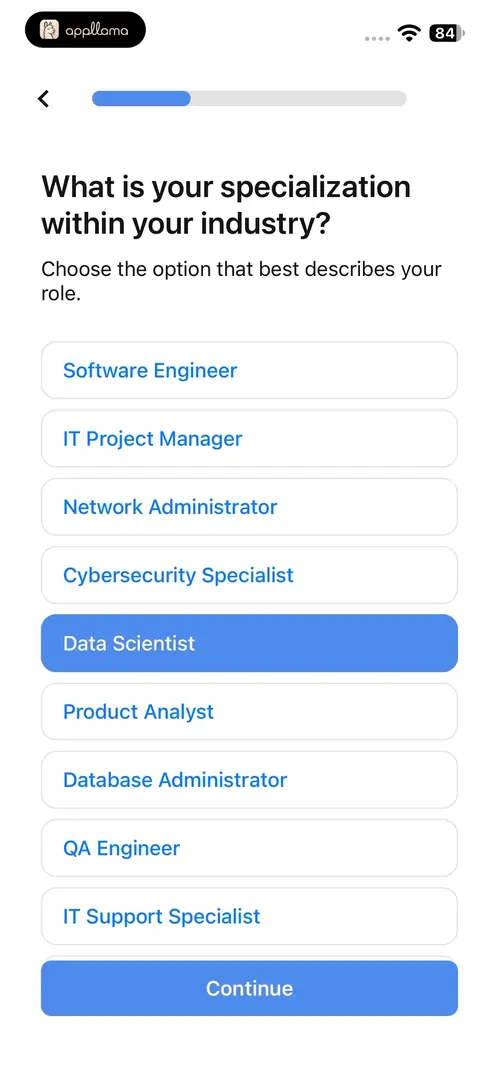 appllama
84
What is your specialization
within your industry?
Choose the option that best describes your
role.
Software Engineer
IT Project Manager
Network Administrator
Cybersecurity Specialist
Data Scientist
Product Analyst
Database Administrator
QA Engineer
IT Support Specialist
Continue